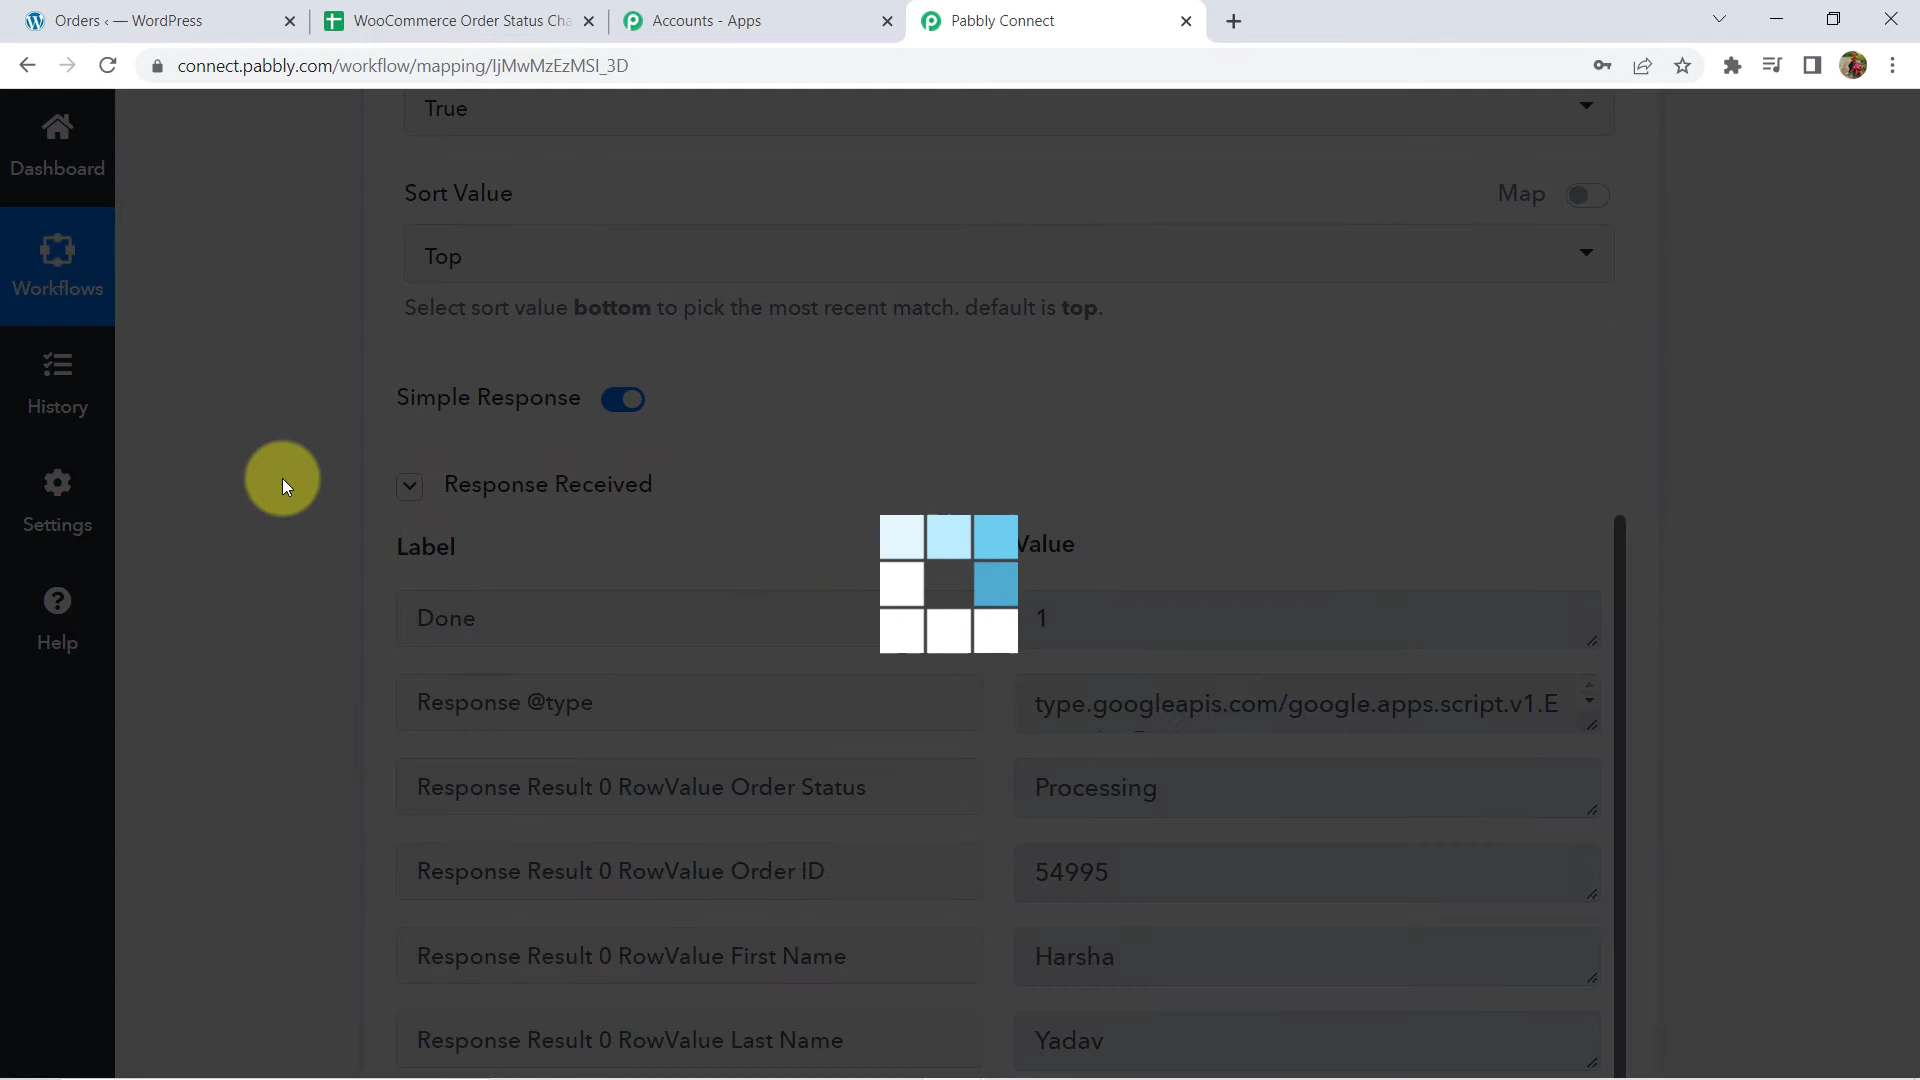 Orders ‹ — WordPress
WooCommerce Order Status Cha
Accounts - Apps
Pabbly Connect
connect.pabbly.com/workflow/mapping/IjMwMzEzMSI_3D
Dashboard
Workflows
History
Settings
Help
True
Sort Value
Map
Top
Select sort value bottom to pick the most recent match. default is top.
Simple Response
Response Received
Label
Value
Done
1
Response @type
type.googleapis.com/google.apps.script.v1.E
Response Result 0 RowValue Order Status
Processing
Response Result 0 RowValue Order ID
54995
Response Result 0 RowValue First Name
Harsha
Response Result 0 RowValue Last Name
Yadav